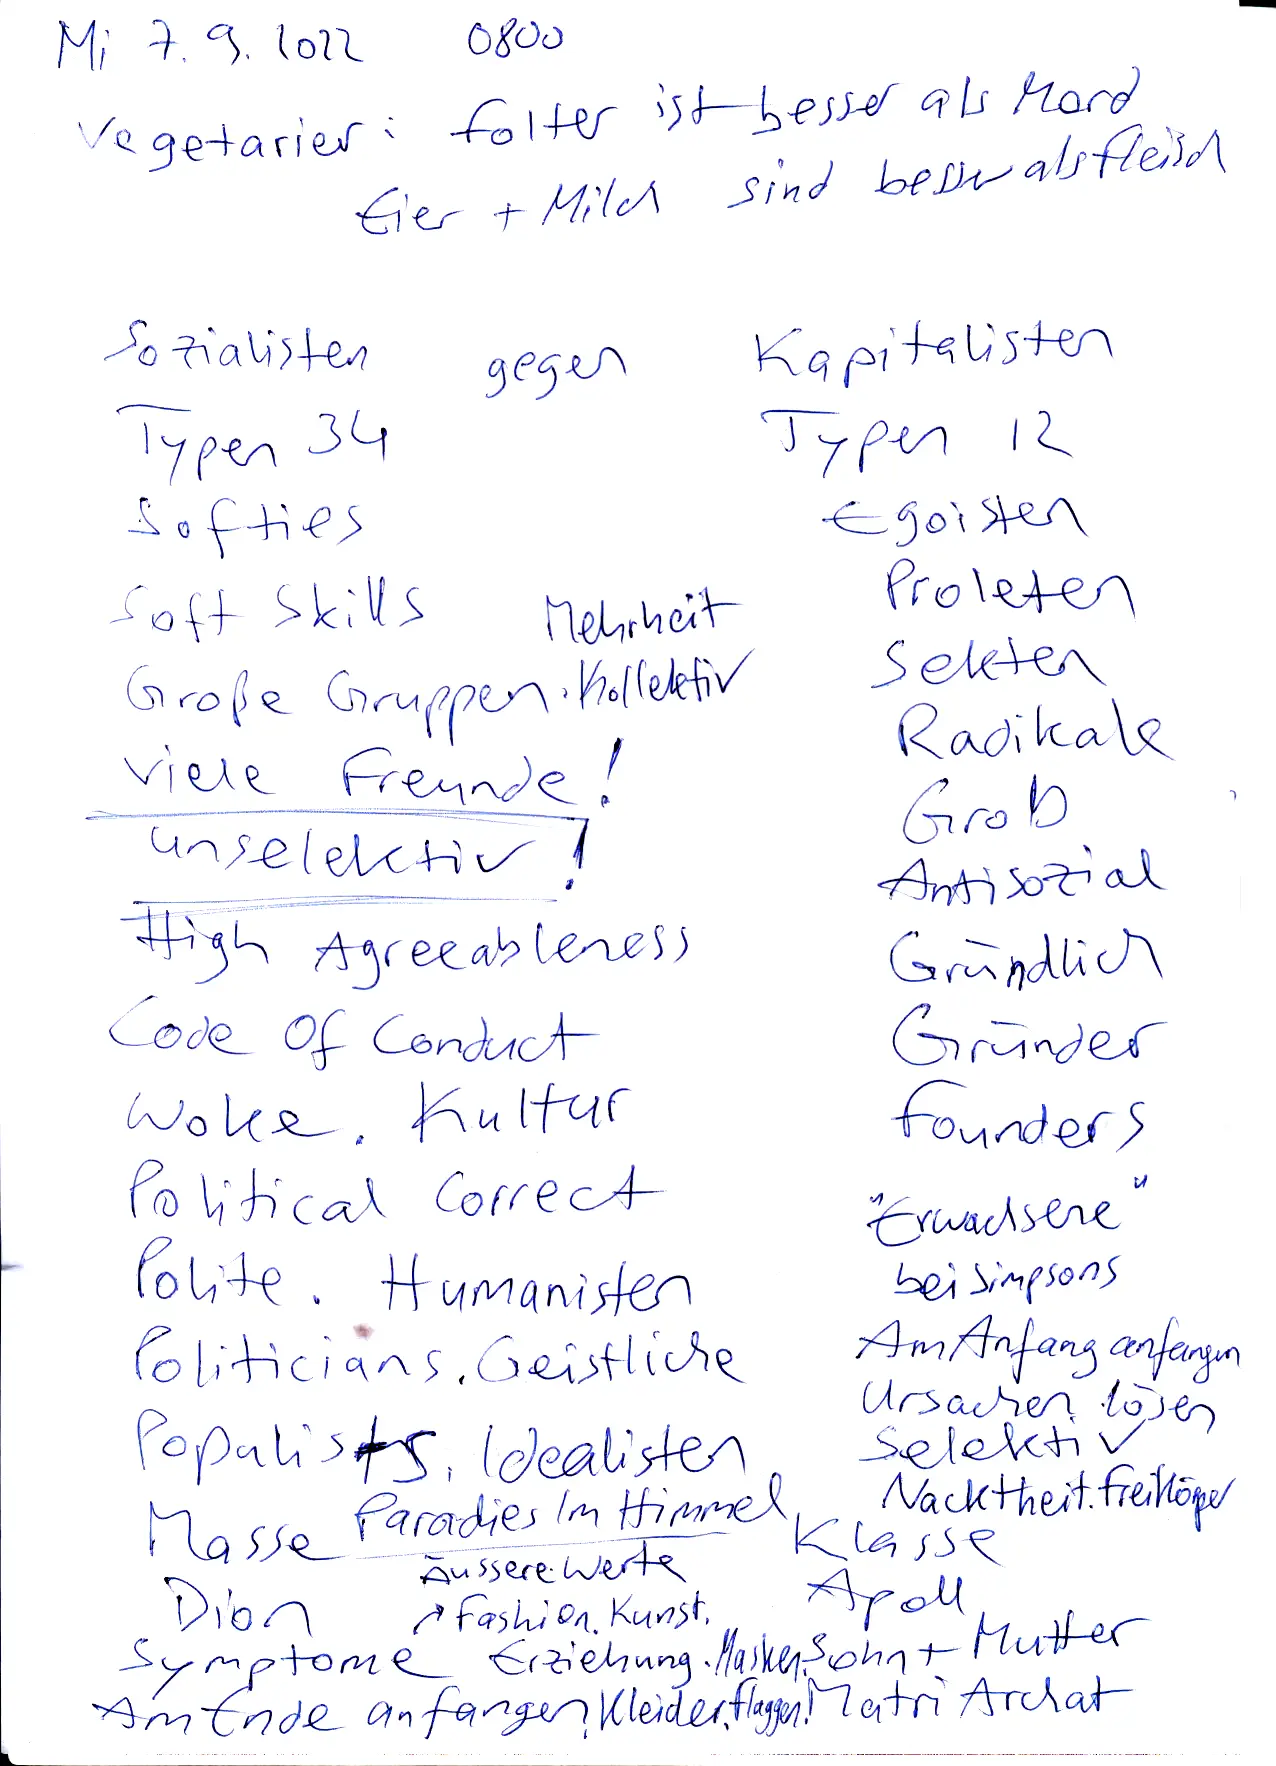 Mi 7.9.2022 0800
Vegetarier: Folter ist besser als Mord
Eier + Milch sind besser als Fleisch
Sozialisten gegen Kapitalisten
Typen 34 Typen 12
Softies Egoisten
Soft Skills Mehrheit Proleten
Große Gruppen. Kollektiv Sekten
Viele Freunde! Radikale
unselektiv! Grob
Antisozial
High Agreeableness Gründlich
Code Of Conduct Gründer
Woke. Kultur Founders
Political Correct "Erwachsene"
Polite. Humanisten bei Simpsons
Politicians. Geistliche Am Anfang anfangen
Ursachen lösen
Populists. Idealisten Selektiv
Masse Paradies Im Himmel Nacktheit. Freikörper
Klasse
Äussere Werte
Dion Fashion. Kunst. Apoll
Symptome Erziehung. Masken. Sohn + Mutter
Am Ende anfangen. Kleider. Flaggen! Matri Archat